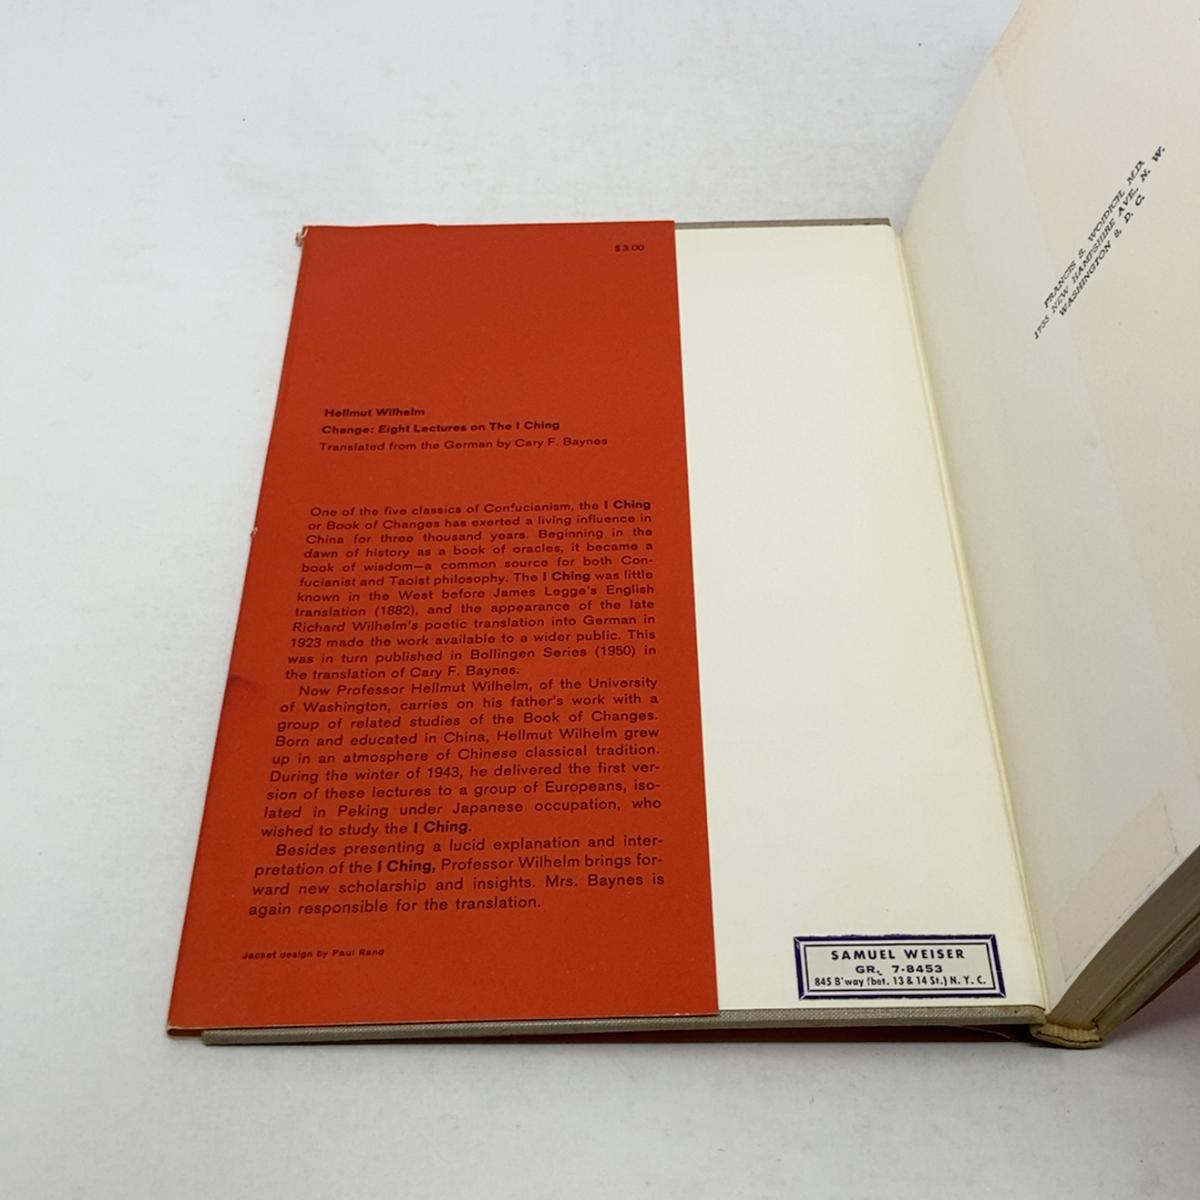 $3.00
Hellmut Wilhelm
Change: Eight Lectures on The I Ching
Translated from the German by Cary F. Baynes
One of the five classics of Confucianism, the I Ching
or Book of Changes has exerted a living influence in
China for three thousand years. Beginning in the
dawn of history as a book of oracles, it became a
book of wisdom—a common source for both Con-
fucianist and Taoist philosophy. The I Ching was little
known in the West before James Legge's English
translation (1882), and the appearance of the late
Richard Wilhelm's poetic translation into German in
1923 made the work available to a wider public. This
was in turn published in Bollingen Series (1950) in
the translation of Cary F. Baynes.
Now Professor Hellmut Wilhelm, of the University
of Washington, carries on his father's work with a
group of related studies of the Book of Changes.
Born and educated in China, Hellmut Wilhelm grew
up in an atmosphere of Chinese classical tradition.
During the winter of 1943, he delivered the first ver-
sion of these lectures to a group of Europeans, iso-
lated in Peking under Japanese occupation, who
wished to study the I Ching.
Besides presenting a lucid explanation and inter-
pretation of the I Ching, Professor Wilhelm brings for-
ward new scholarship and insights. Mrs. Baynes is
again responsible for the translation.
Jacket design by Paul Rand
SAMUEL WEISER
GR. 7-8453
845 B'way (bet. 13 & 14 St.) N. Y. C.
FRANCIS S. M.D.
NEW HAMPSHIRE AVE., N. W.
WASHINGTON D. C.